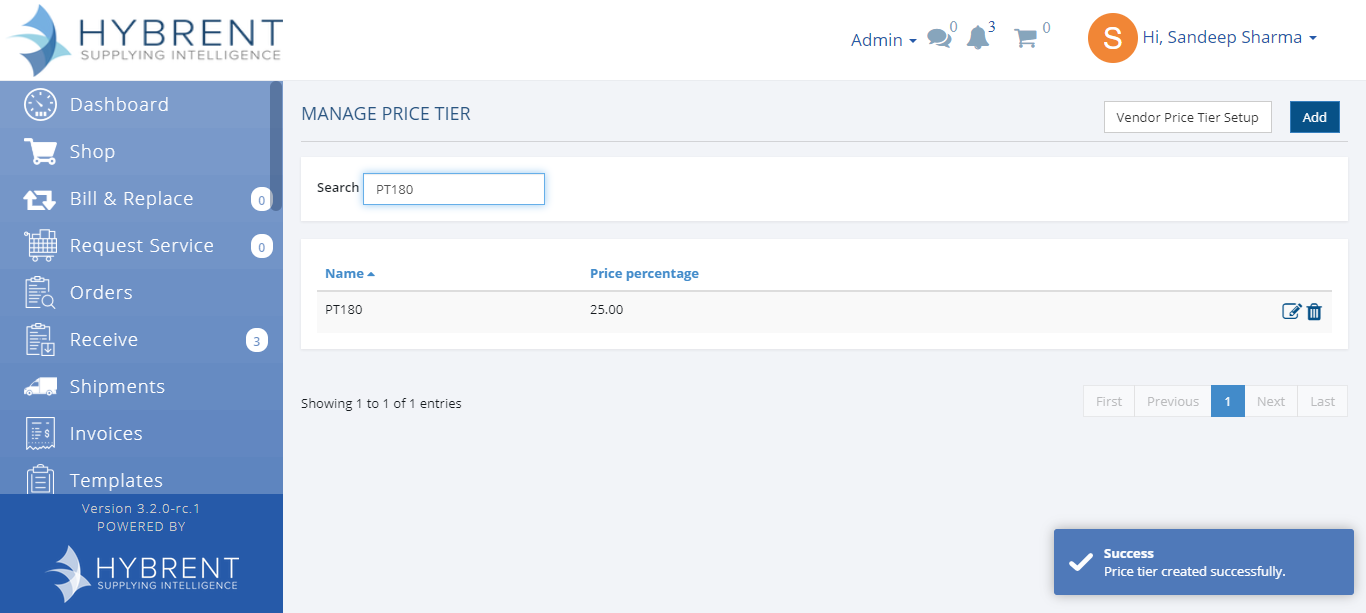 HYBRENT
SUPPLYING INTELLIGENCE
Admin
0
3
0
S
Hi, Sandeep Sharma
Dashboard
Shop
Bill & Replace 0
Request Service 0
Orders
Receive 3
Shipments
Invoices
Templates
Version 3.2.0-rc.1
POWERED BY
HYBRENT
SUPPLYING INTELLIGENCE
MANAGE PRICE TIER
Vendor Price Tier Setup
Add
Search PT180
Name Price percentage
PT180 25.00
Showing 1 to 1 of 1 entries
First Previous 1 Next Last
Success
Price tier created successfully.